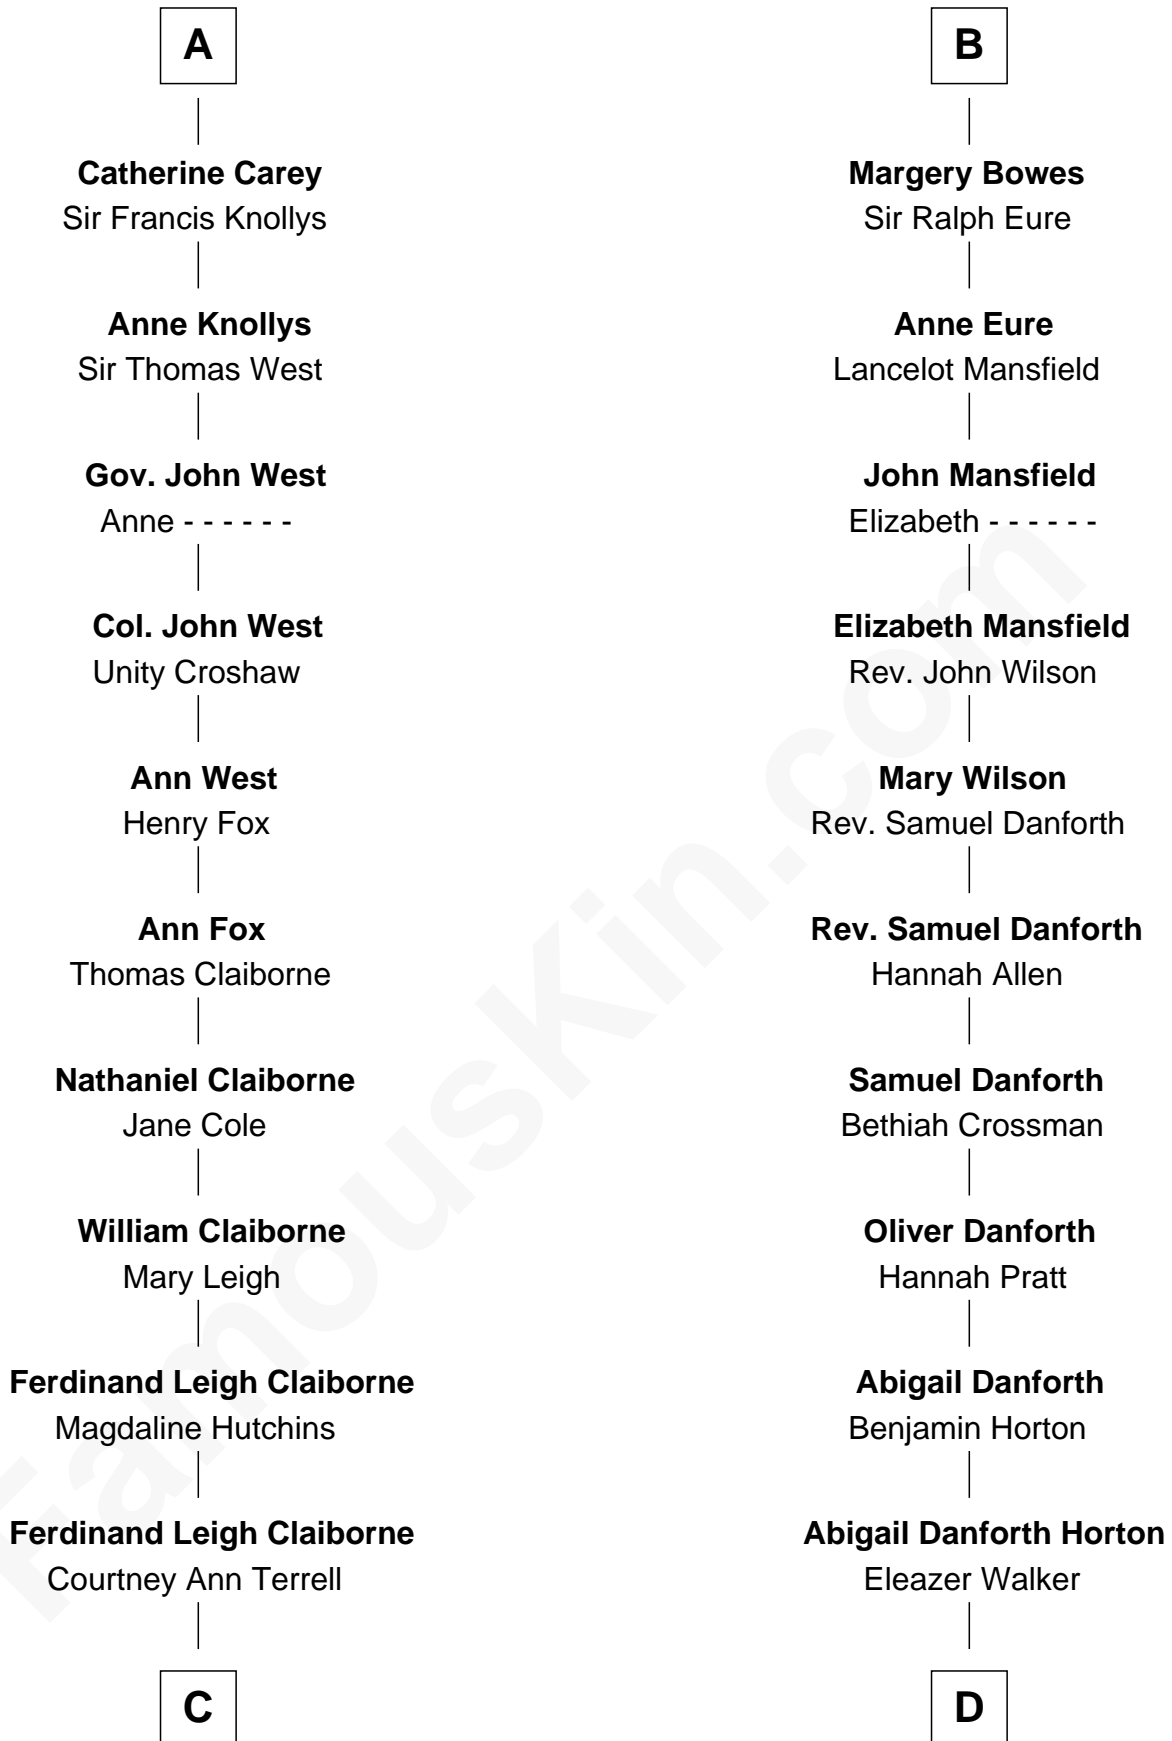 A
Catherine Carey
Sir Francis Knollys
Anne Knollys
Sir Thomas West
Gov. John West
Anne - - - - - -
Col. John West
Unity Croshaw
Ann West
Henry Fox
Ann Fox
Thomas Claiborne
Nathaniel Claiborne
Jane Cole
William Claiborne
Mary Leigh
Ferdinand Leigh Claiborne
Magdaline Hutchins
Ferdinand Leigh Claiborne
Courtney Ann Terrell
C
B
Margery Bowes
Sir Ralph Eure
Anne Eure
Lancelot Mansfield
John Mansfield
Elizabeth - - - - - -
Elizabeth Mansfield
Rev. John Wilson
Mary Wilson
Rev. Samuel Danforth
Rev. Samuel Danforth
Hannah Allen
Samuel Danforth
Bethiah Crossman
Oliver Danforth
Hannah Pratt
Abigail Danforth
Benjamin Horton
Abigail Danforth Horton
Eleazer Walker
D
FamousKin.com